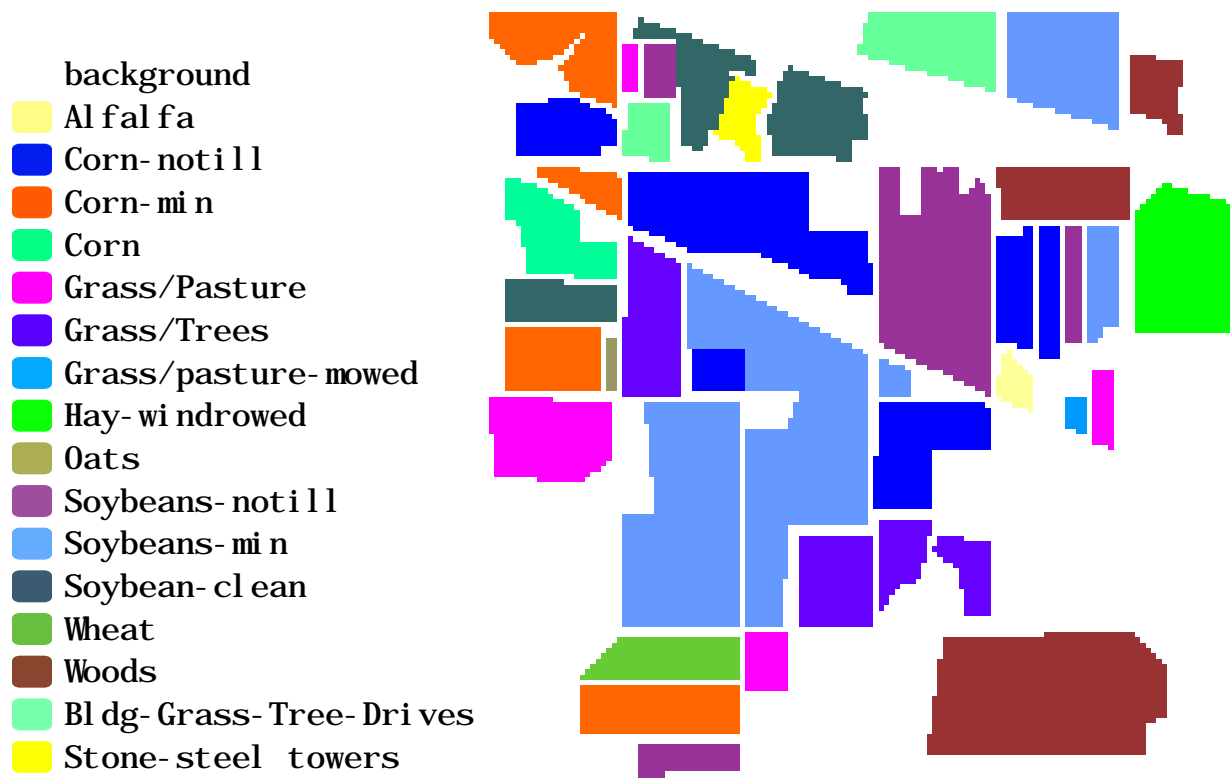 background
Alfalfa
Corn-notill
Corn-min
Corn
Grass/Pasture
Grass/Trees
Grass/pasture-mowed
Hay-windrowed
Oats
Soybeans-notill
Soybeans-min
Soybean-clean
Wheat
Woods
Bldg-Grass-Tree-Drives
Stone-steel towers